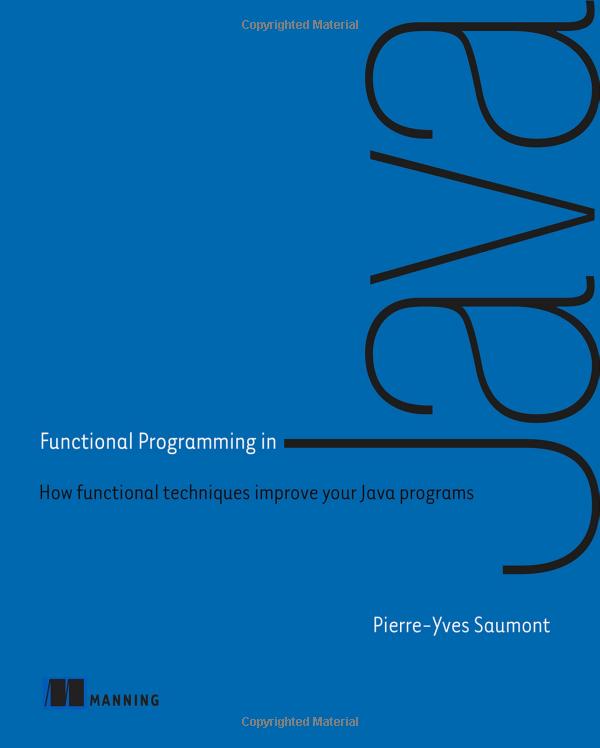 Copyrighted Material
Functional Programming in Java
How functional techniques improve your Java programs
Pierre-Yves Saumont
MANNING
Copyrighted Material